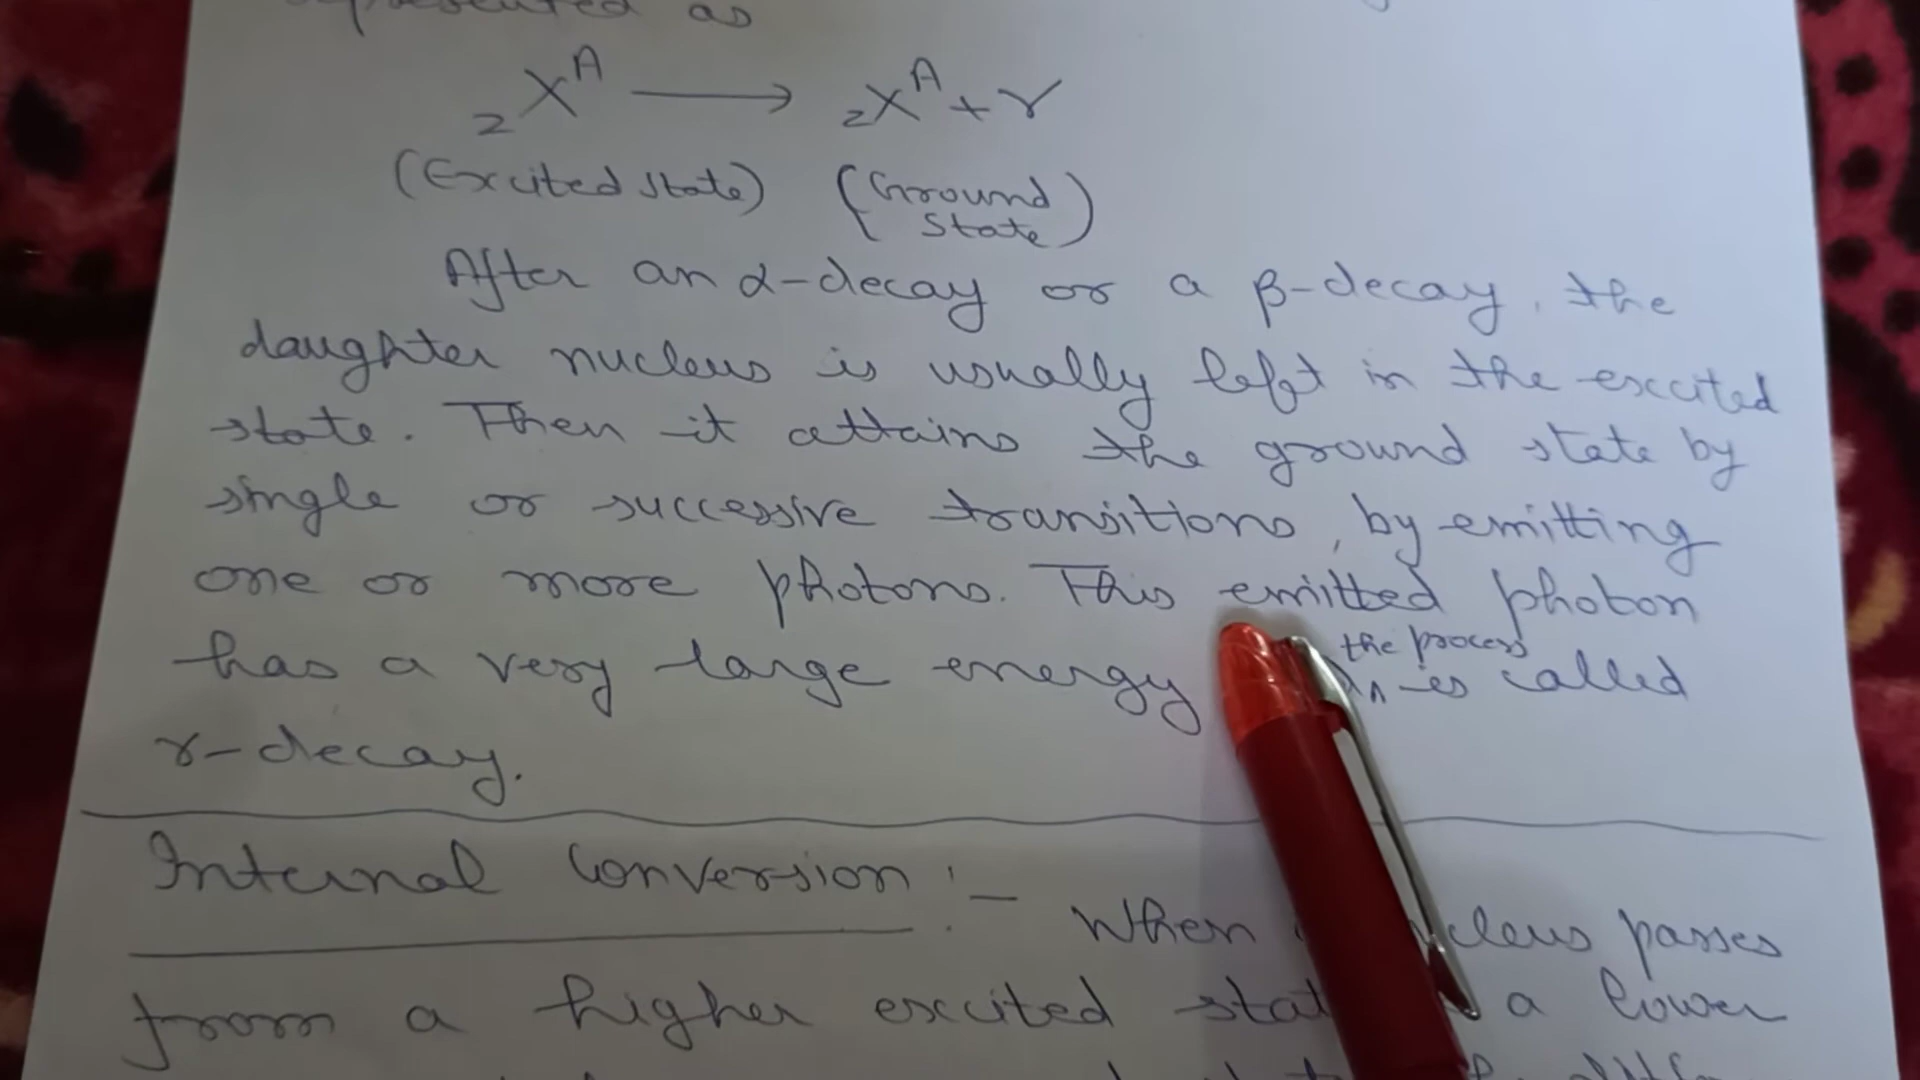 represented as
zX^A ⟶ zX^A + γ
(Excited state) (Ground State)
After an α-decay or a β-decay, the
daughter nucleus is usually left in the excited
state. Then it attains the ground state by
single or successive transitions, by emitting
one or more photons. This emitted photon
has a very large energy the process is called
γ-decay.
Internal Conversion :- When passes
from a higher excited a lower